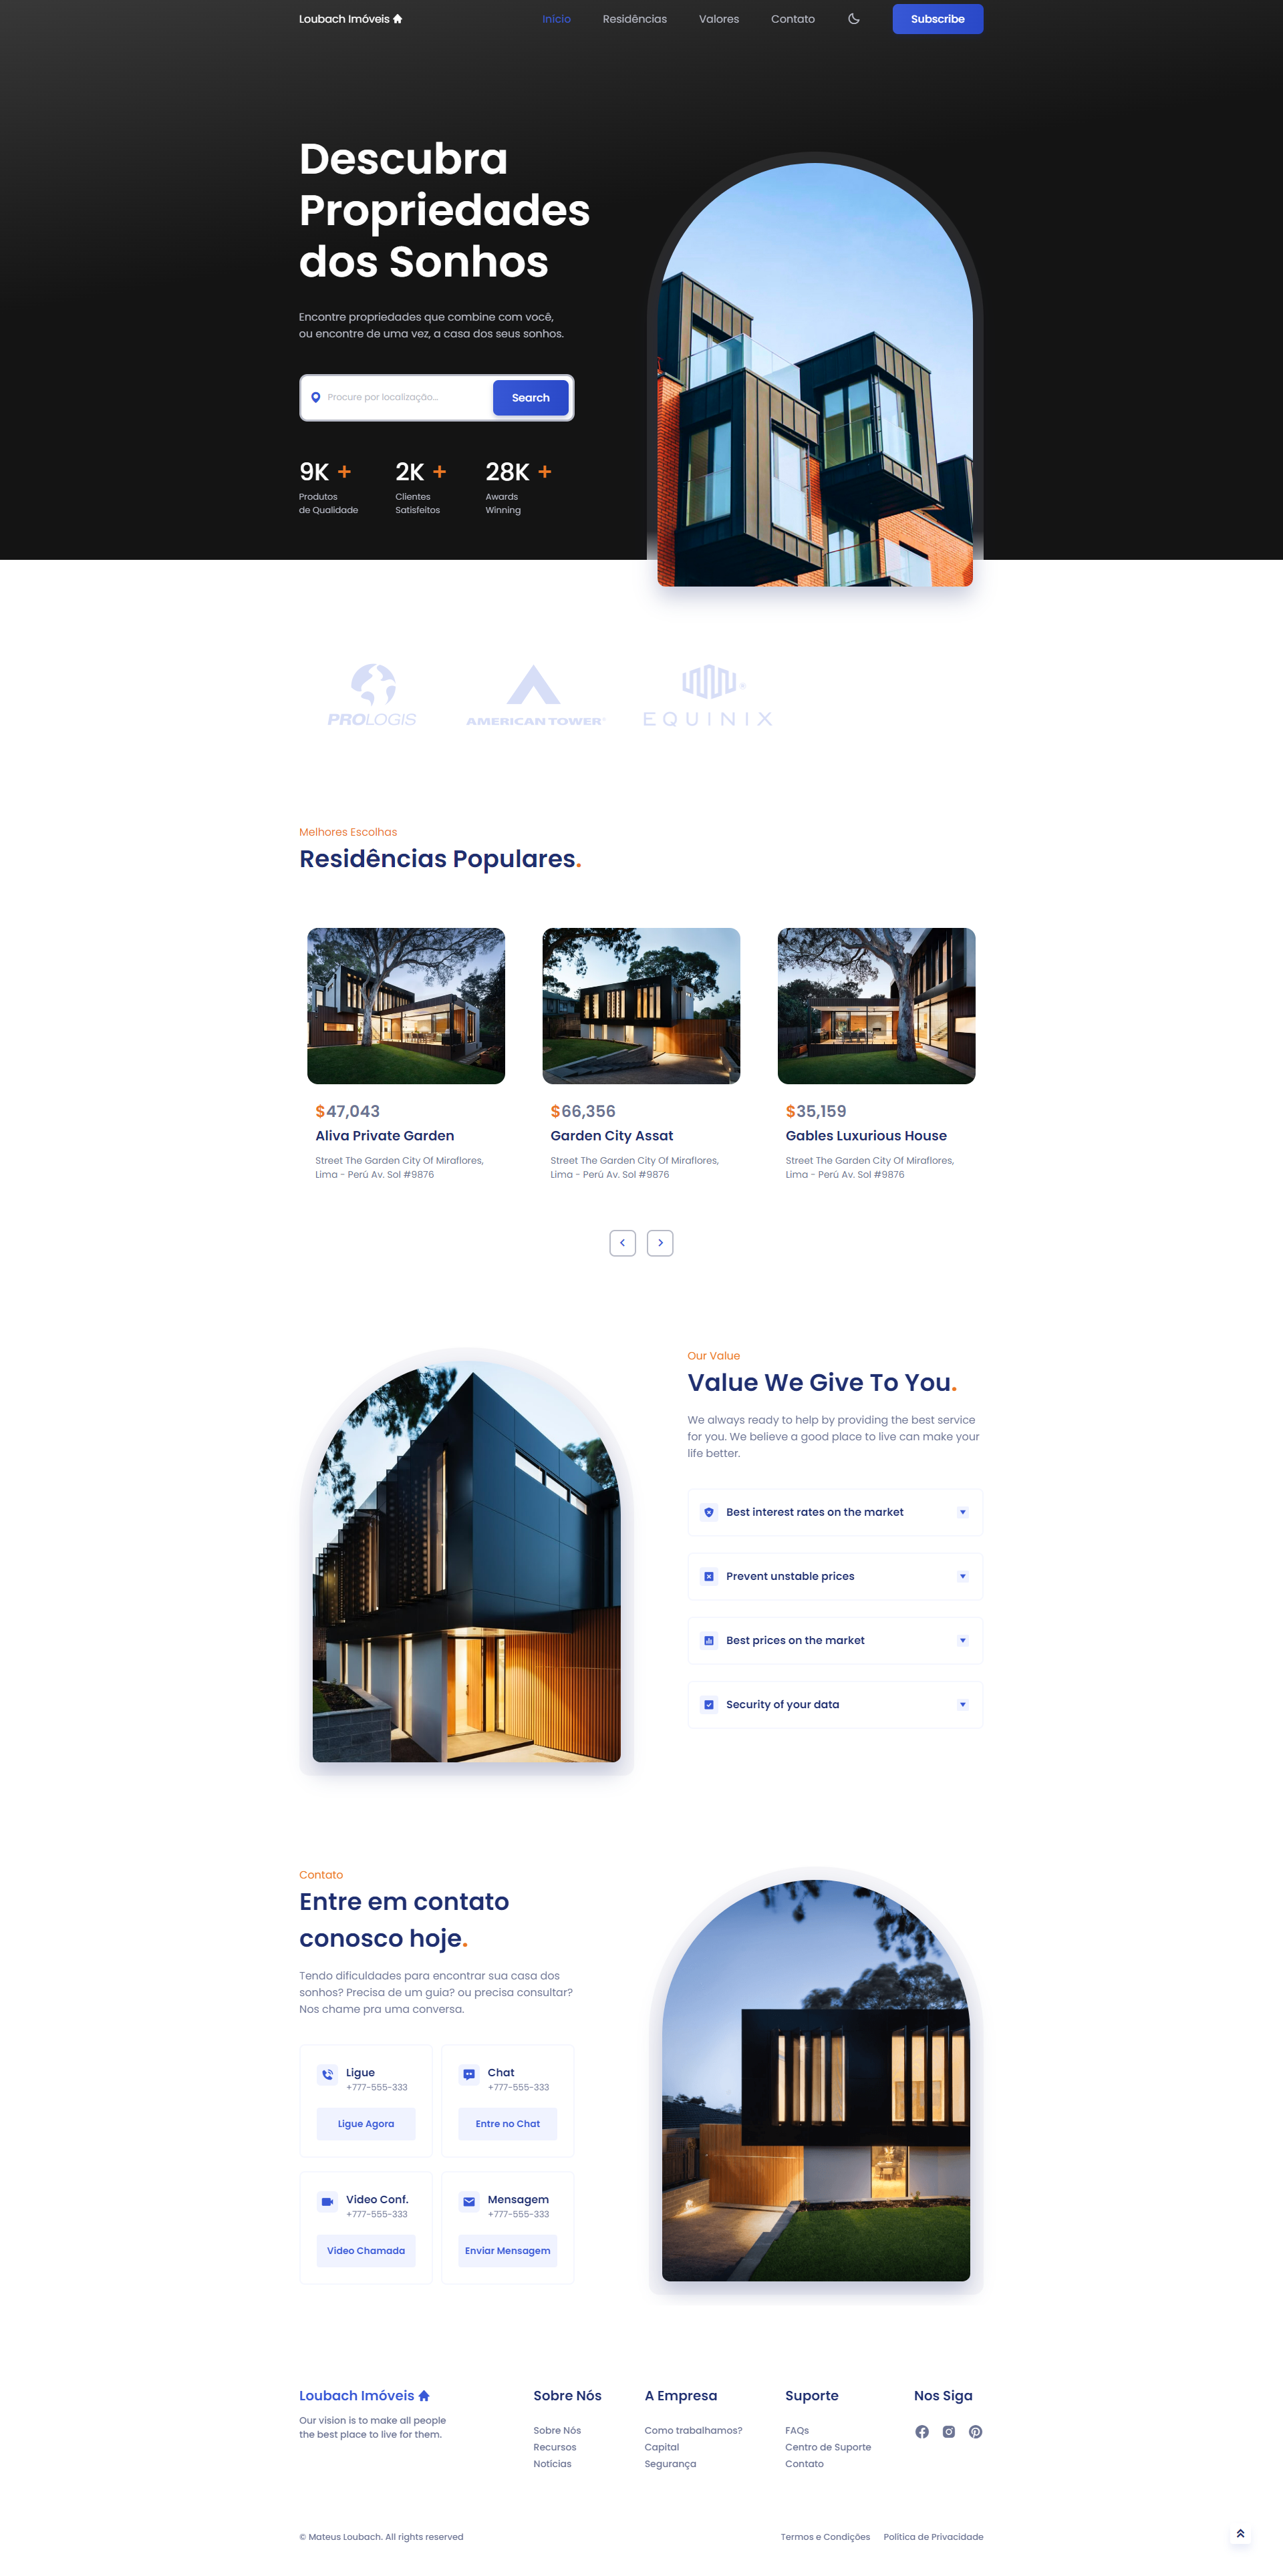 Loubach Imóveis
Início
Residências
Valores
Contato
Subscribe
Descubra
Propriedades
dos Sonhos
Encontre propriedades que combine com você,
ou encontre de uma vez, a casa dos seus sonhos.
Procure por localização...
Search
9K +
Produtos
de Qualidade
2K +
Clientes
Satisfeitos
28K +
Awards
Winning
PROLOGIS
AMERICAN TOWER®
EQUINIX®
Melhores Escolhas
Residências Populares.
$47,043
Aliva Private Garden
Street The Garden City Of Miraflores,
Lima - Perú Av. Sol #9876
$66,356
Garden City Assat
Street The Garden City Of Miraflores,
Lima - Perú Av. Sol #9876
$35,159
Gables Luxurious House
Street The Garden City Of Miraflores,
Lima - Perú Av. Sol #9876
Our Value
Value We Give To You.
We always ready to help by providing the best service
for you. We believe a good place to live can make your
life better.
Best interest rates on the market
Prevent unstable prices
Best prices on the market
Security of your data
Contato
Entre em contato
conosco hoje.
Tendo dificuldades para encontrar sua casa dos
sonhos? Precisa de um guia? ou precisa consultar?
Nos chame pra uma conversa.
Ligue
+777-555-333
Ligue Agora
Chat
+777-555-333
Entre no Chat
Video Conf.
+777-555-333
Vídeo Chamada
Mensagem
+777-555-333
Enviar Mensagem
Loubach Imóveis
Our vision is to make all people
the best place to live for them.
Sobre Nós
Sobre Nós
Recursos
Notícias
A Empresa
Como trabalhamos?
Capital
Segurança
Suporte
FAQs
Centro de Suporte
Contato
Nos Siga
© Mateus Loubach. All rights reserved
Termos e Condições
Política de Privacidade